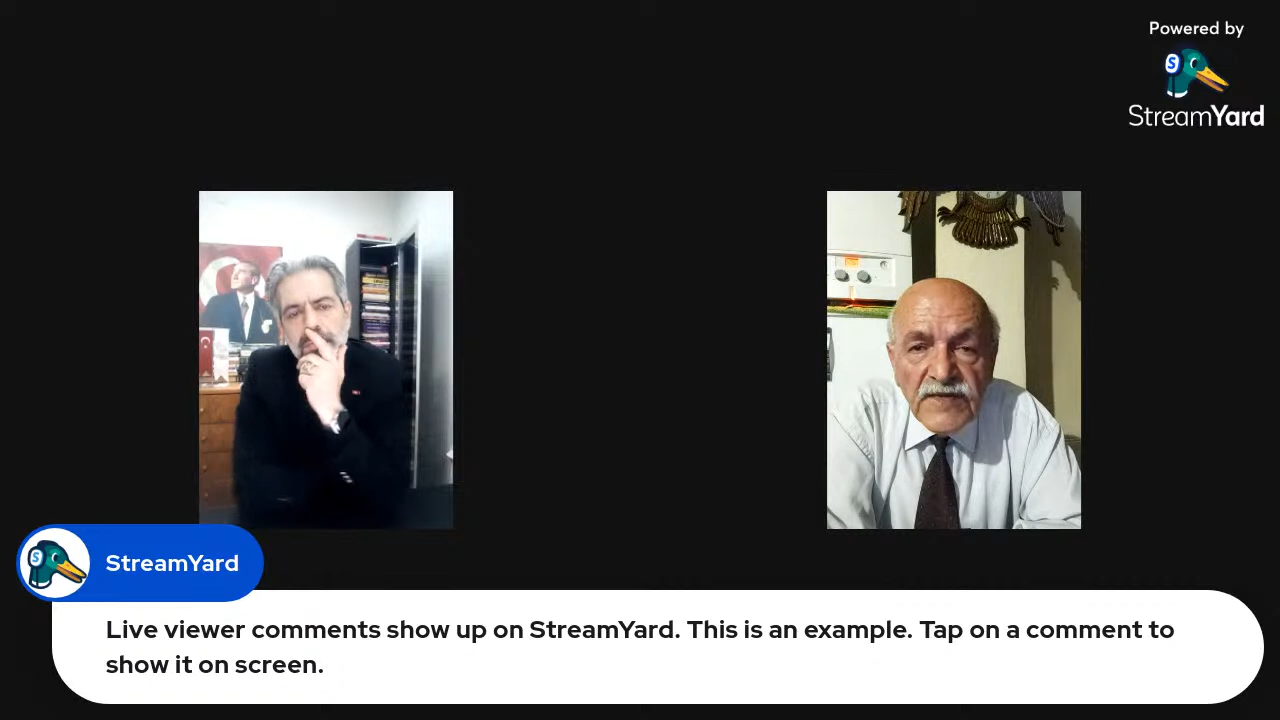 Powered by
StreamYard
StreamYard
Live viewer comments show up on StreamYard. This is an example. Tap on a comment to
show it on screen.